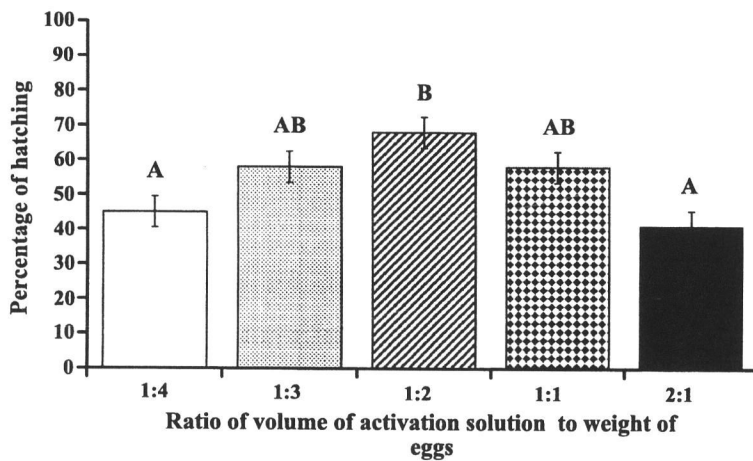 100
90
80
70
60
50
40
30
20
10
0
Percentage of hatching
A
AB
B
AB
A
1:4
1:3
1:2
1:1
2:1
Ratio of volume of activation solution to weight of
eggs